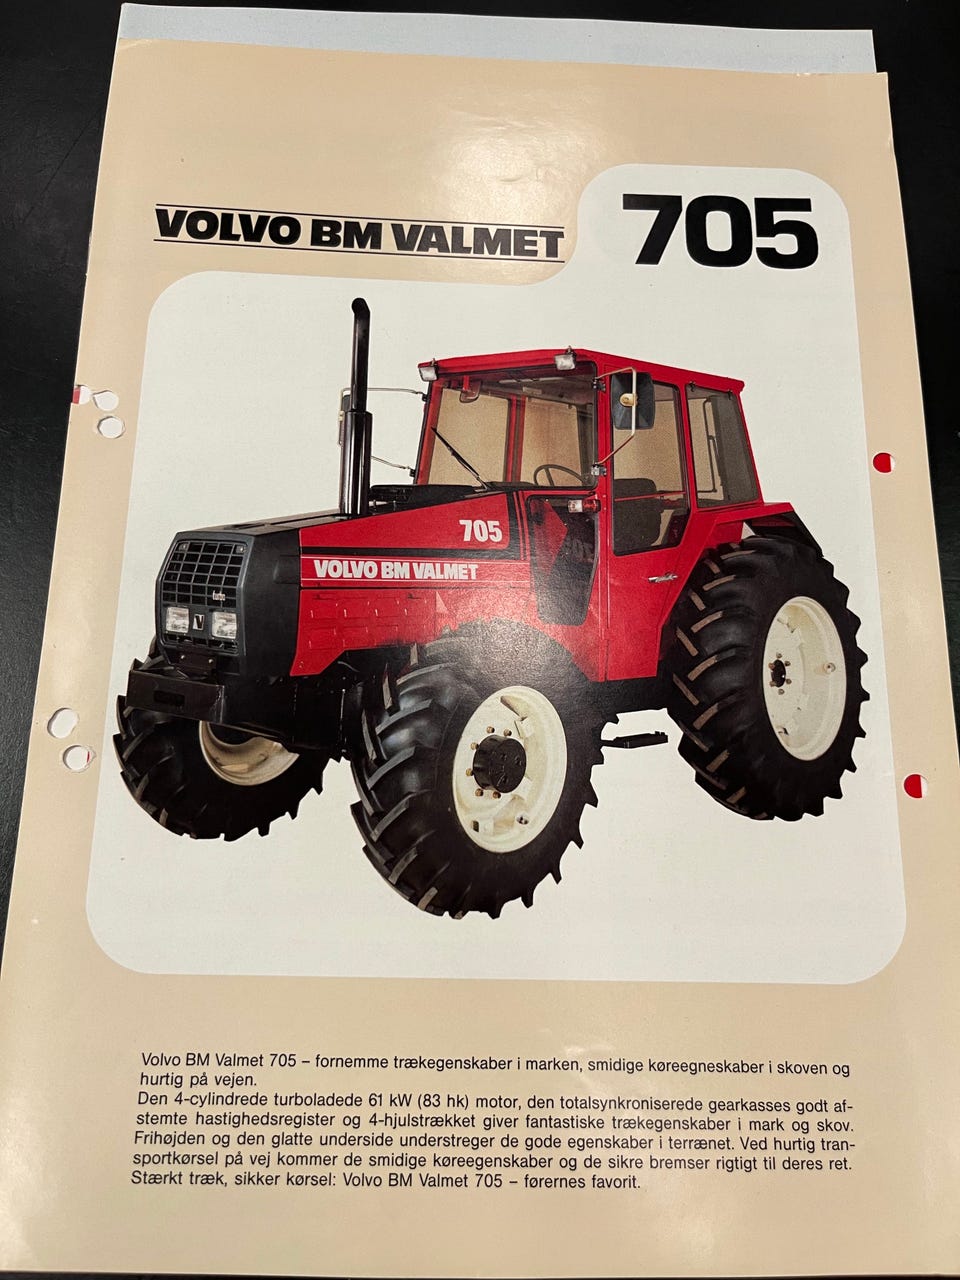 VOLVO BM VALMET
705
705
VOLVO BM VALMET
turbo
Volvo BM Valmet 705 – fornemme trækegenskaber i marken, smidige køreegneskaber i skoven og
hurtig på vejen.
Den 4-cylindrede turboladede 61 kW (83 hk) motor, den totalsynkroniserede gearkasses godt af-
stemte hastighedsregister og 4-hjulstrækket giver fantastiske trækegenskaber i mark og skov.
Frihøjden og den glatte underside understreger de gode egenskaber i terrænet. Ved hurtig tran-
sportkørsel på vej kommer de smidige køreegenskaber og de sikre bremser rigtigt til deres ret.
Stærkt træk, sikker kørsel: Volvo BM Valmet 705 – førernes favorit.